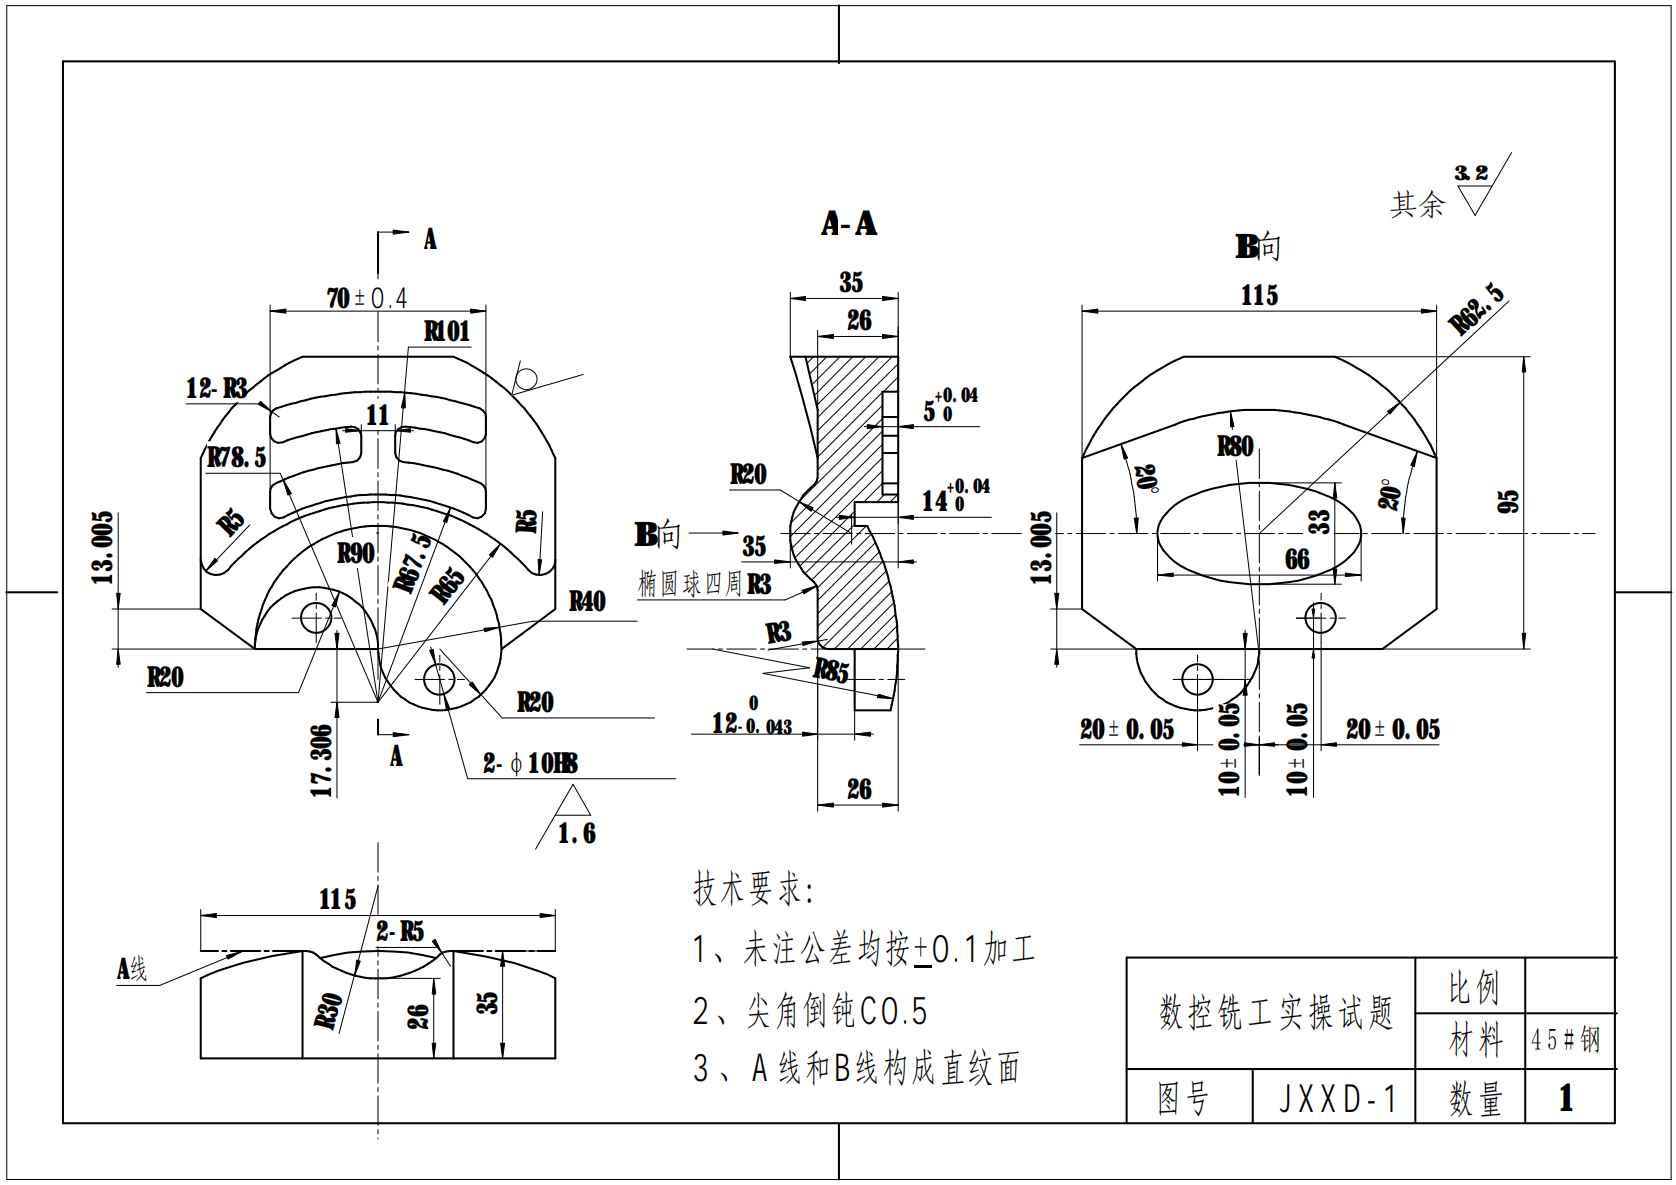 其余 3.2
A-A
B向
A
70±0.4
R101
12-R3
11
R78.5
R5
R5
R90
R67.5
R65
13.005
R40
R20
R20
17.306
A
2-φ10H8
1.6
35
26
5 +0.04 0
14 +0.04 0
R20
B向
35
椭圆球四周R3
R3
R85
12 0 -0.043
26
115
R62.5
R80
20°
20°
33
66
95
13.005
20±0.05
10±0.05
10±0.05
20±0.05
115
2-R5
A线
R30
26
35
技术要求:
1、未注公差均按±0.1加工
2、尖角倒钝C0.5
3、A线和B线构成直纹面
数控铣工实操试题
比例
材料 45#钢
图号 JXXD-1 数量 1